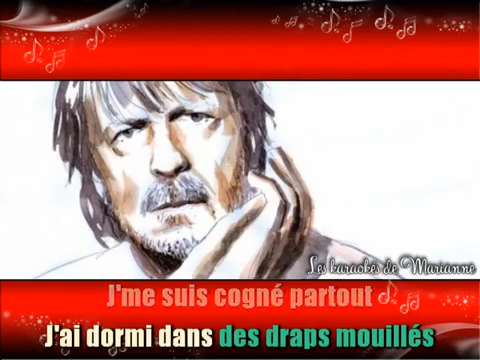 Les karaokés de Marianne
J'me suis cogné partout
J'ai dormi dans des draps mouillés